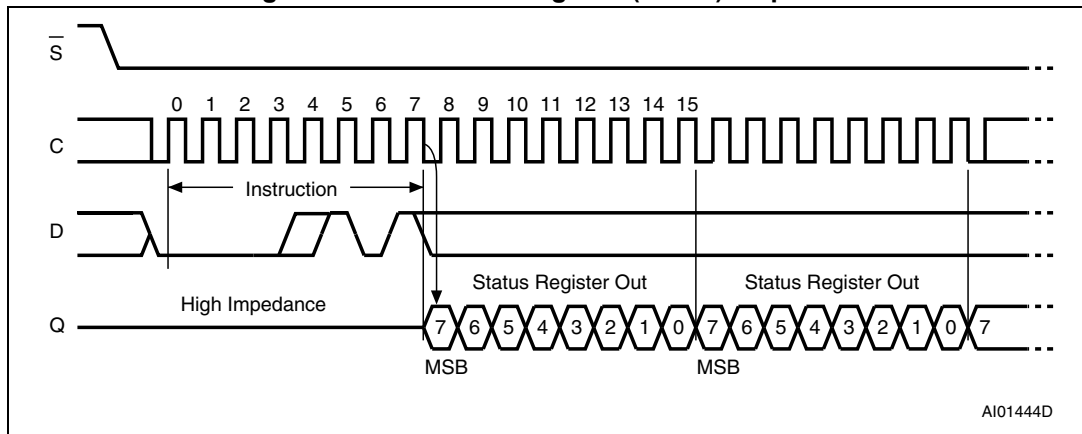 S
0 1 2 3 4 5 6 7 8 9 10 11 12 13 14 15
C
Instruction
D
Status Register Out Status Register Out
High Impedance
Q 7 6 5 4 3 2 1 0 7 6 5 4 3 2 1 0 7
MSB MSB
AI01444D